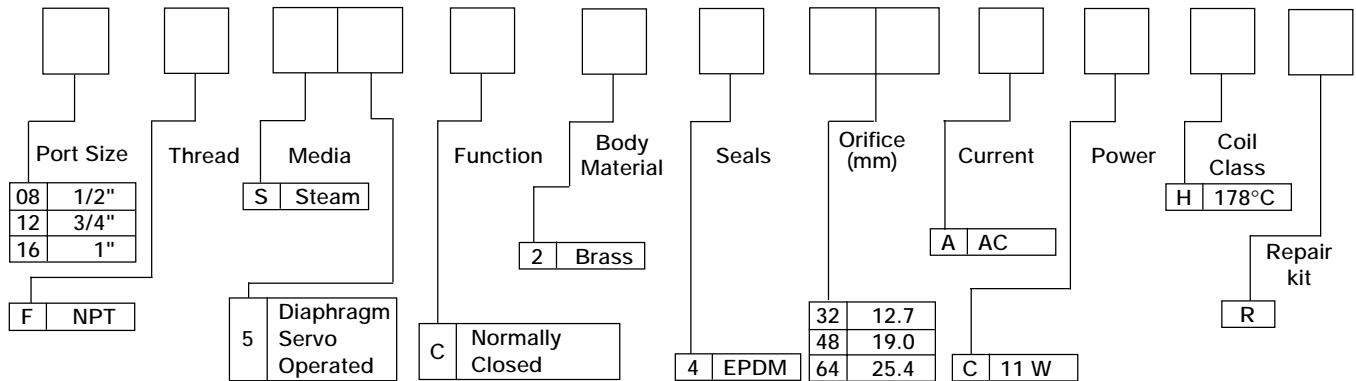 Port Size
08 1/2"
12 3/4"
16 1"
Thread
F NPT
Media
S Steam
5 Diaphragm
Servo
Operated
Function
C Normally
Closed
Body
Material
2 Brass
Seals
4 EPDM
Orifice
(mm)
32 12.7
48 19.0
64 25.4
Current
A AC
Power
C 11 W
Coil
Class
H 178°C
Repair
kit
R